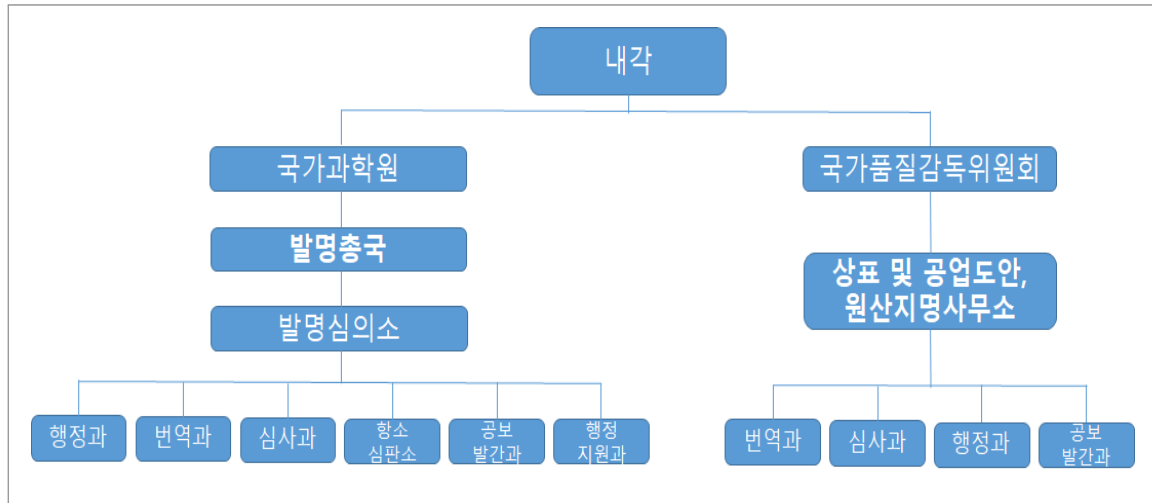 내각
국가과학원
국가품질감독위원회
발명총국
상표 및 공업도안,
원산지명사무소
발명심의소
행정과
번역과
심사과
항소
심판소
공보
발간과
행정
지원과
번역과
심사과
행정과
공보
발간과